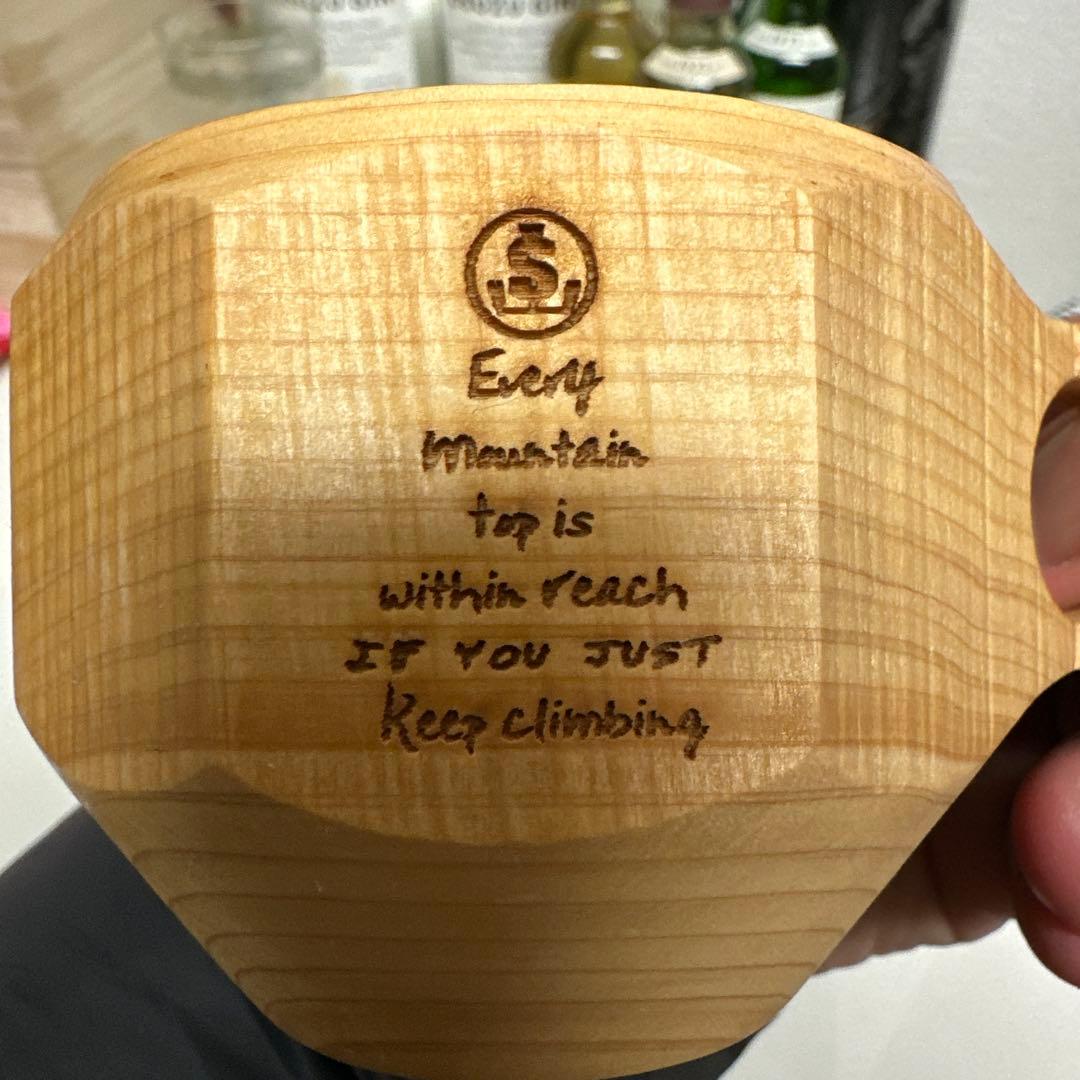 Every
Mountain
top is
within reach
IF YOU JUST
Keep climbing